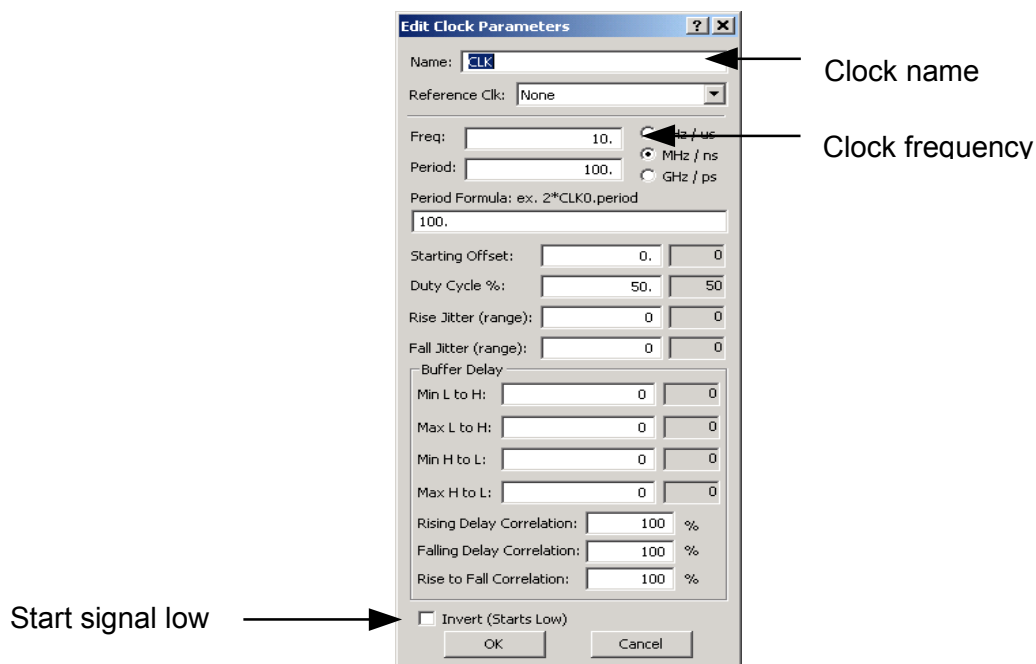 Edit Clock Parameters
Name: CLK
Clock name
Reference Clk: None
Freq: 10. Hz / us
Clock frequency
MHz / ns
Period: 100.
GHz / ps
Period Formula: ex. 2*CLK0.period
100.
Starting Offset: 0. 0
Duty Cycle %: 50. 50
Rise Jitter (range): 0 0
Fall Jitter (range): 0 0
Buffer Delay
Min L to H: 0 0
Max L to H: 0 0
Min H to L: 0 0
Max H to L: 0 0
Rising Delay Correlation: 100 %
Falling Delay Correlation: 100 %
Rise to Fall Correlation: 100 %
Start signal low
Invert (Starts Low)
OK Cancel